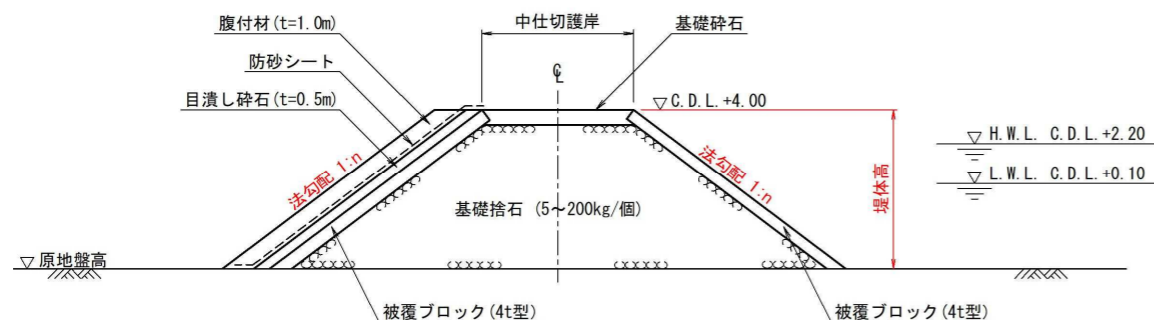 腹付材(t=1.0m)
中仕切護岸
基礎砕石
防砂シート
℄
目潰し砕石(t=0.5m)
▽C.D.L.+4.00
▽ H.W.L. C.D.L.+2.20
法勾配 1:n
法勾配 1:n
▽ L.W.L. C.D.L.+0.10
堤体高
基礎捨石 (5～200kg/個)
▽原地盤高
被覆ブロック(4t型)
被覆ブロック(4t型)